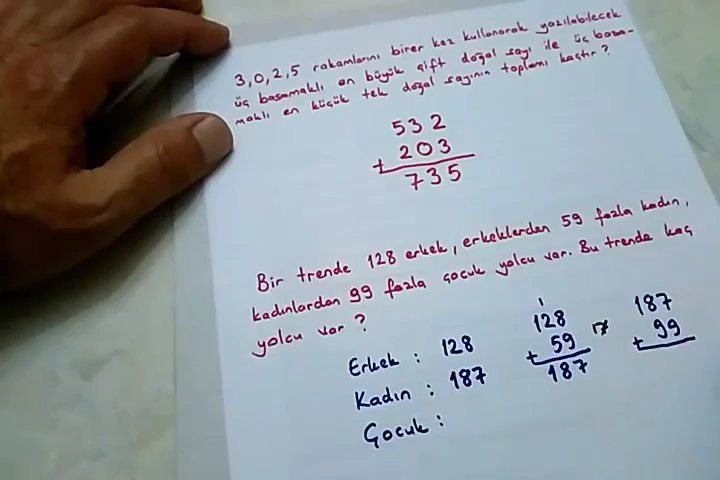 3,0,2,5 rakamlarını birer kez kullanarak yazılabilecek
üç basamaklı en büyük çift doğal sayı ile üç basa-
maklı en küçük tek doğal sayının toplamı kaçtır?
532
+ 203
735
Bir trende 128 erkek, erkeklerden 59 fazla kadın,
kadınlardan 99 fazla çocuk yolcu var. Bu trende kaç
yolcu var?
Erkek : 128
Kadın : 187
Çocuk :
1
128
+ 59
187
187
+ 99